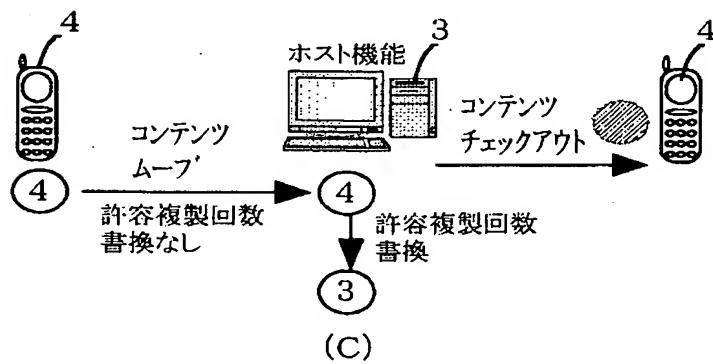 4
ホスト機能
3
4
コンテンツ
ムーブ
コンテンツ
チェックアウト
4
許容複製回数
書換なし
4
許容複製回数
書換
3
(C)